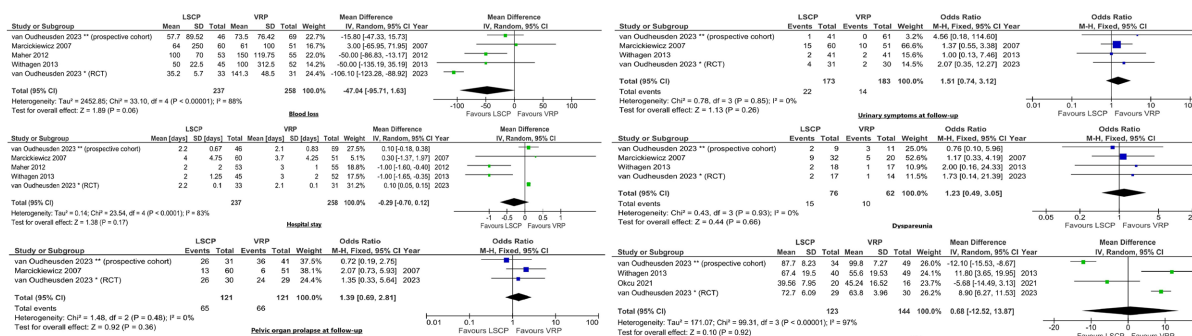 LSCP VRP Mean Difference Mean Difference
Study or Subgroup Mean SD Total Mean SD Total Weight IV, Random, 95% CI Year IV, Random, 95% CI
van Oudheusden 2023 ** (prospective cohort) 57.7 89.52 46 73.5 76.42 69 22.5% -15.80 [-47.33, 15.73]
Marcickiewicz 2007 64 250 60 61 100 51 16.7% 3.00 [-65.95, 71.95] 2007
Maher 2012 100 70 53 150 119.75 55 22.0% -50.00 [-86.83, -13.17] 2012
Withagen 2013 50 22.5 45 100 312.5 52 14.0% -50.00 [-135.19, 35.19] 2013
van Oudheusden 2023 * (RCT) 35.2 5.7 33 141.3 48.5 31 24.7% -106.10 [-123.28, -88.92] 2023
Total (95% CI) 237 258 100.0% -47.04 [-95.71, 1.63]
Heterogeneity: Tau² = 2452.85; Chi² = 33.10, df = 4 (P < 0.00001); I² = 88%
Test for overall effect: Z = 1.89 (P = 0.06)
-100 -50 0 50 100
Favours LSCP Favours VRP
Blood loss
LSCP VRP Mean Difference Mean Difference
Study or Subgroup Mean [days] SD [days] Total Mean [days] SD [days] Total Weight IV, Random, 95% CI [days] Year IV, Random, 95% CI [days]
van Oudheusden 2023 ** (prospective cohort) 2.2 0.67 46 2.1 0.83 69 27.5% 0.10 [-0.18, 0.38]
Marcickiewicz 2007 4 4.75 60 3.7 4.25 51 5.1% 0.30 [-1.37, 1.97] 2007
Maher 2012 2 2 53 3 1 55 18.9% -1.00 [-1.60, -0.40] 2012
Withagen 2013 2 1.25 45 3 2 52 17.5% -1.00 [-1.65, -0.35] 2013
van Oudheusden 2023 * (RCT) 2.2 0.1 33 2.1 0.1 31 31.0% 0.10 [0.05, 0.15] 2023
Total (95% CI) 237 258 100.0% -0.29 [-0.70, 0.12]
Heterogeneity: Tau² = 0.14; Chi² = 23.54, df = 4 (P < 0.0001); I² = 83%
Test for overall effect: Z = 1.38 (P = 0.17)
-1 -0.5 0 0.5 1
Favours LSCP Favours VRP
Hospital stay
LSCP VRP Odds Ratio Odds Ratio
Study or Subgroup Events Total Events Total Weight M-H, Fixed, 95% CI Year M-H, Fixed, 95% CI
van Oudheusden 2023 ** (prospective cohort) 26 31 36 41 0.72 [0.19, 2.75]
Marcickiewicz 2007 13 60 6 51 2.07 [0.73, 5.93] 2007
van Oudheusden 2023 * (RCT) 26 30 24 29 1.35 [0.33, 5.64] 2023
Total (95% CI) 121 121 100.0% 1.39 [0.69, 2.81]
Total events 65 66
Heterogeneity: Chi² = 1.48, df = 2 (P = 0.48); I² = 0%
Test for overall effect: Z = 0.92 (P = 0.36)
0.01 0.1 1 10 100
Favours LSCP Favours VRP
Pelvic organ prolapse at follow-up
LSCP VRP Odds Ratio Odds Ratio
Study or Subgroup Events Total Events Total Weight M-H, Fixed, 95% CI Year M-H, Fixed, 95% CI
van Oudheusden 2023 ** (prospective cohort) 1 41 0 61 4.56 [0.18, 114.60]
Marcickiewicz 2007 15 60 10 51 1.37 [0.55, 3.38] 2007
Withagen 2013 2 41 2 41 1.00 [0.13, 7.46] 2013
van Oudheusden 2023 * (RCT) 4 31 2 30 2.07 [0.35, 12.27] 2023
Total (95% CI) 173 183 100.0% 1.51 [0.74, 3.12]
Total events 22 14
Heterogeneity: Chi² = 0.78, df = 3 (P = 0.85); I² = 0%
Test for overall effect: Z = 1.13 (P = 0.26)
0.01 0.1 1 10
Favours LSCP Favours VRP
Urinary symptoms at follow-up
LSCP VRP Odds Ratio Odds Ratio
Study or Subgroup Events Total Events Total Weight M-H, Fixed, 95% CI Year M-H, Fixed, 95% CI
van Oudheusden 2023 ** (prospective cohort) 2 9 3 11 25.0% 0.76 [0.10, 5.96]
Marcickiewicz 2007 9 32 5 20 1.17 [0.33, 4.19] 2007
Withagen 2013 2 18 1 17 2.00 [0.16, 24.33] 2013
van Oudheusden 2023 * (RCT) 2 17 1 14 1.73 [0.14, 21.39] 2023
Total (95% CI) 76 62 100.0% 1.23 [0.49, 3.05]
Total events 15 10
Heterogeneity: Chi² = 0.43, df = 3 (P = 0.93); I² = 0%
Test for overall effect: Z = 0.44 (P = 0.66)
0.05 0.2 1 5
Favours LSCP Favours VRP
Dyspareunia
LSCP VRP Mean Difference Mean Difference
Study or Subgroup Mean SD Total Mean SD Total Weight IV, Random, 95% CI Year IV, Random, 95% CI
van Oudheusden 2023 ** (prospective cohort) 87.7 8.23 34 99.8 7.27 49 26.0% -12.10 [-15.53, -8.67]
Withagen 2013 67.4 19.5 40 55.6 19.53 49 11.80 [3.65, 19.95] 2013
Okcu 2021 39.56 7.95 20 45.24 16.52 16 -5.68 [-14.49, 3.13] 2021
van Oudheusden 2023 * (RCT) 72.7 6.09 29 63.8 3.96 30 8.90 [6.27, 11.53] 2023
Total (95% CI) 123 144 100.0% 0.68 [-12.52, 13.87]
Heterogeneity: Tau² = 171.07; Chi² = 99.31, df = 3 (P < 0.00001); I² = 97%
Test for overall effect: Z = 0.10 (P = 0.92)
-20 -10 0 10 20
Favours LSCP Favours VRP